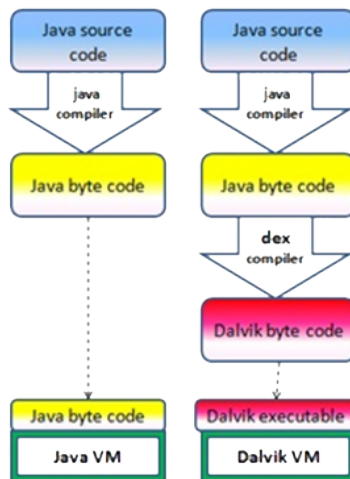 Java source
code
java
compiler
Java byte code
Java byte code
Java VM
Java source
code
java
compiler
Java byte code
dex
compiler
Dalvik byte code
Dalvik executable
Dalvik VM